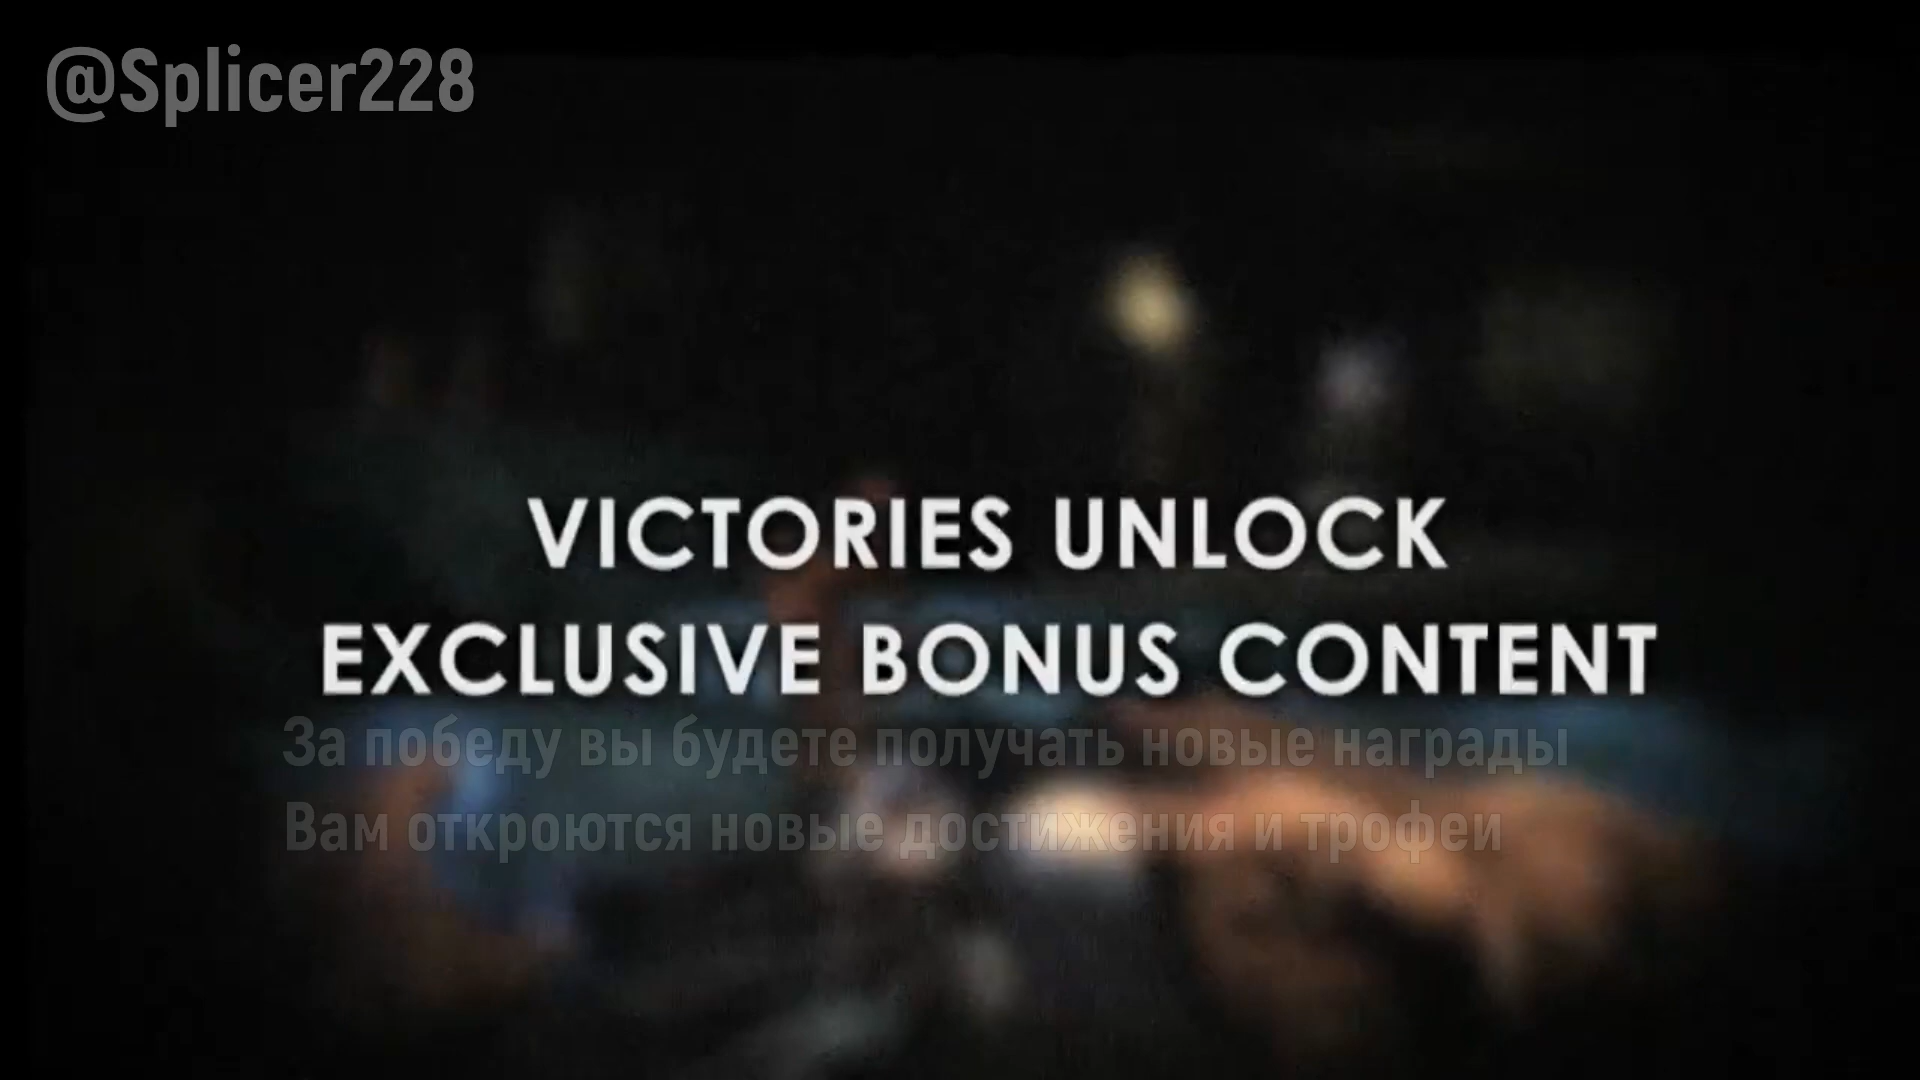 @Splicer228
VICTORIES UNLOCK
EXCLUSIVE BONUS CONTENT
За победу вы будете получать новые награды
Вам откроются новые достижения и трофеи